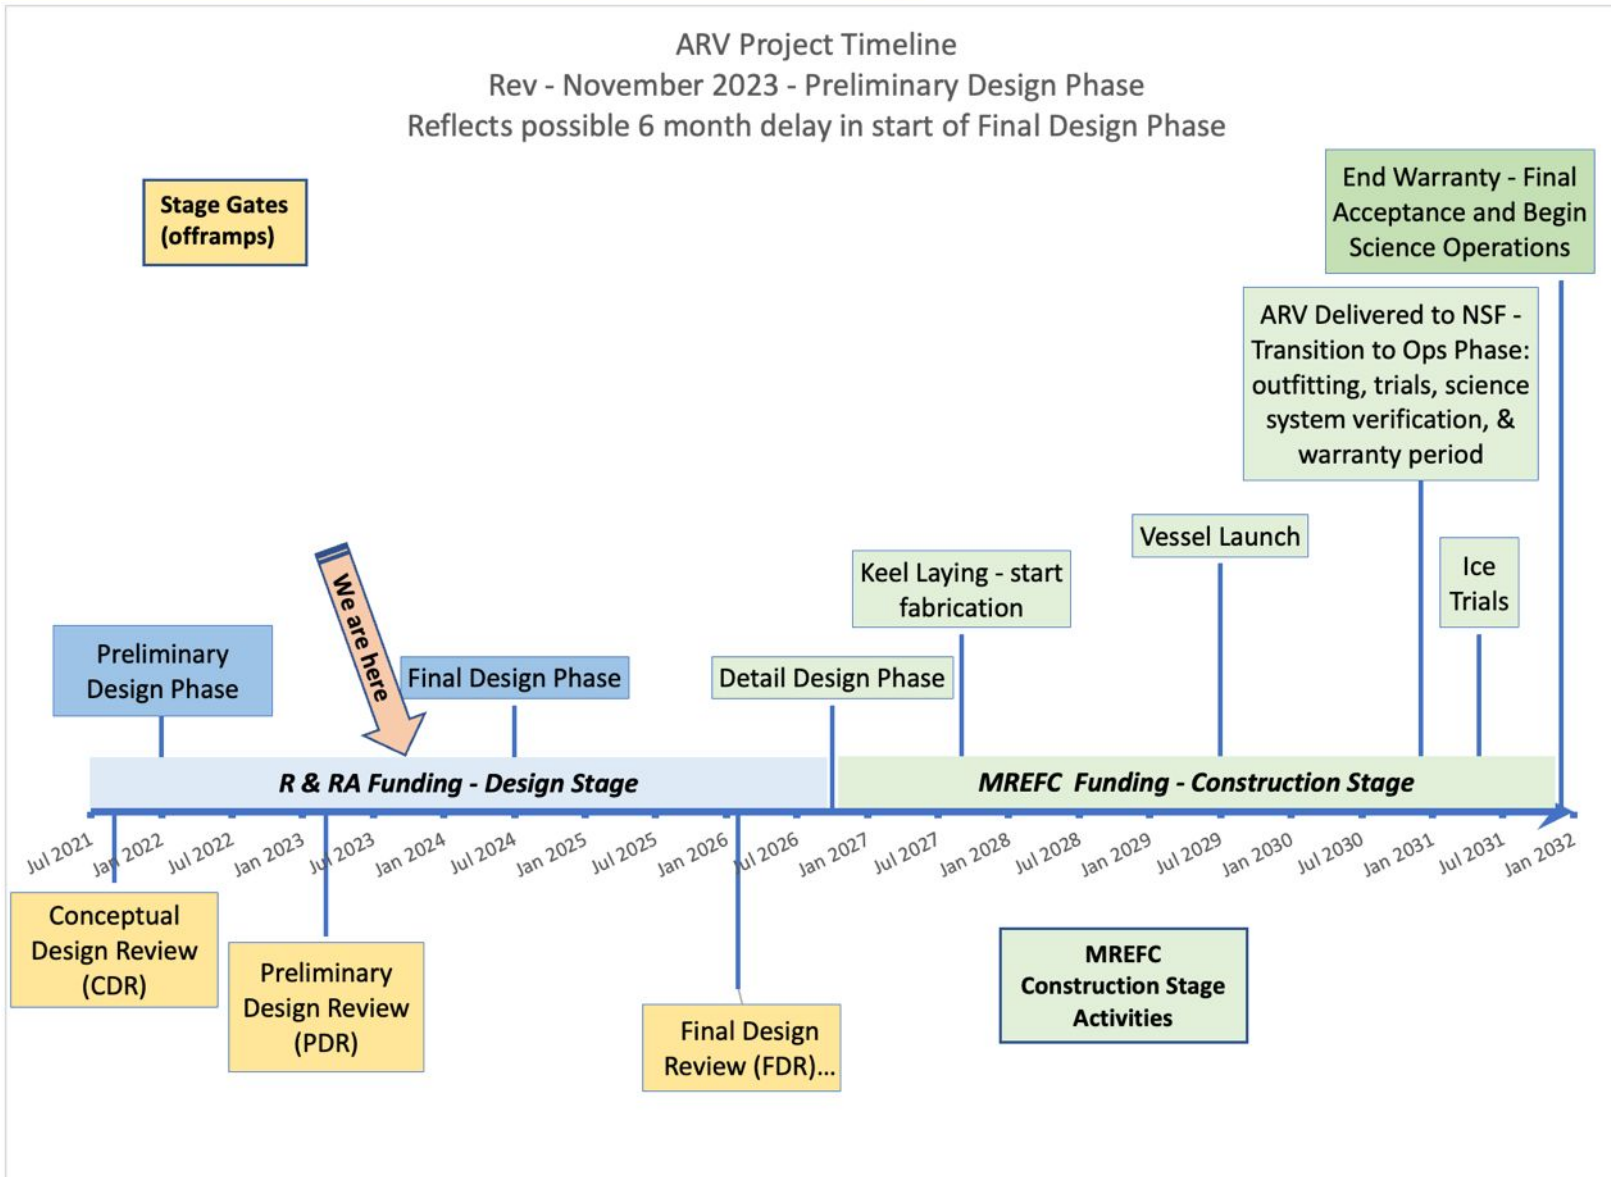 ARV Project Timeline
Rev - November 2023 - Preliminary Design Phase
Reflects possible 6 month delay in start of Final Design Phase
Stage Gates
(offramps)
End Warranty - Final
Acceptance and Begin
Science Operations
ARV Delivered to NSF -
Transition to Ops Phase:
outfitting, trials, science
system verification, &
warranty period
Vessel Launch
Ice
Trials
Keel Laying - start
fabrication
We are here
Preliminary
Design Phase
Final Design Phase
Detail Design Phase
R & RA Funding - Design Stage
MREFC Funding - Construction Stage
Jul 2021
Jan 2022
Jul 2022
Jan 2023
Jul 2023
Jan 2024
Jul 2024
Jan 2025
Jul 2025
Jan 2026
Jul 2026
Jan 2027
Jul 2027
Jan 2028
Jul 2028
Jan 2029
Jul 2029
Jan 2030
Jul 2030
Jan 2031
Jul 2031
Jan 2032
Conceptual
Design Review
(CDR)
Preliminary
Design Review
(PDR)
Final Design
Review (FDR)...
MREFC
Construction Stage
Activities